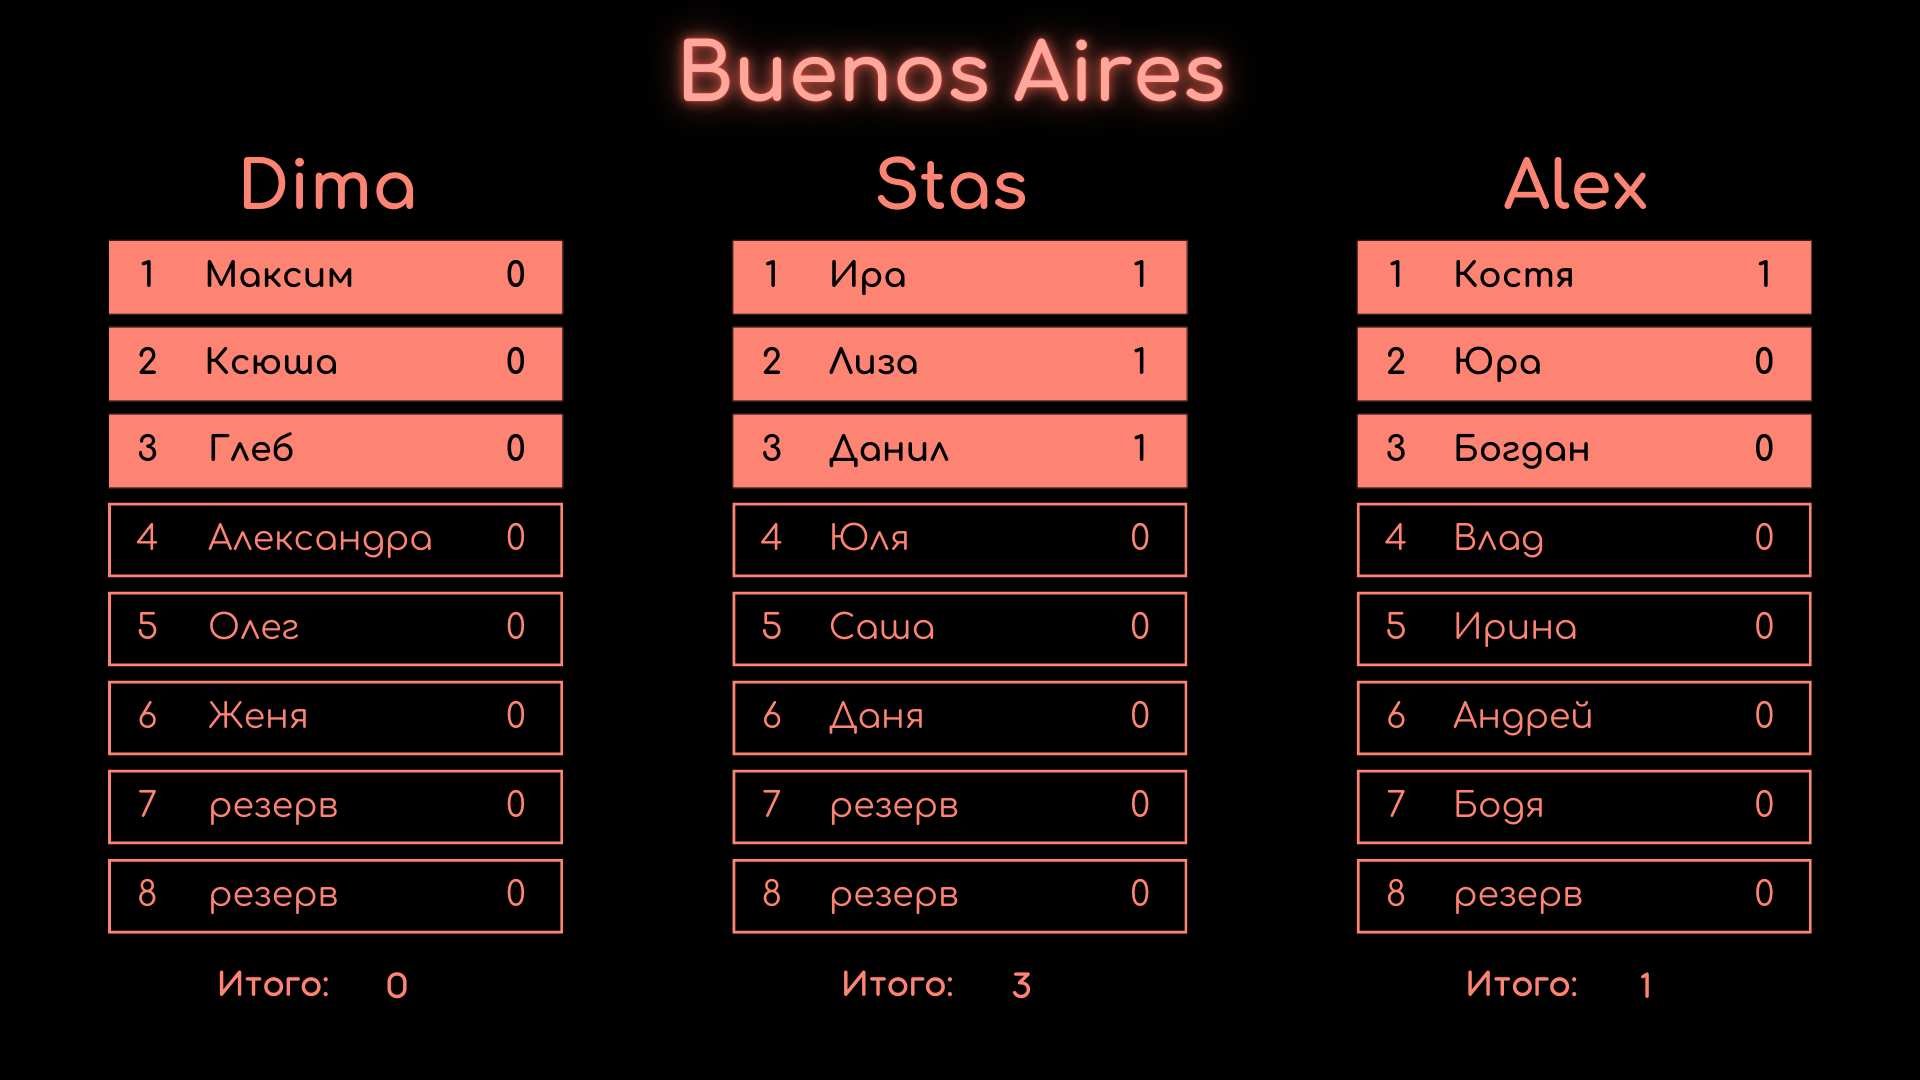 Buenos Aires
Dima
1 Максим 0
2 Ксюша 0
3 Глеб 0
4 Александра 0
5 Олег 0
6 Женя 0
7 резерв 0
8 резерв 0
Итого: 0
Stas
1 Ира 1
2 Лиза 1
3 Данил 1
4 Юля 0
5 Саша 0
6 Даня 0
7 резерв 0
8 резерв 0
Итого: 3
Alex
1 Костя 1
2 Юра 0
3 Богдан 0
4 Влад 0
5 Ирина 0
6 Андрей 0
7 Бодя 0
8 резерв 0
Итого: 1